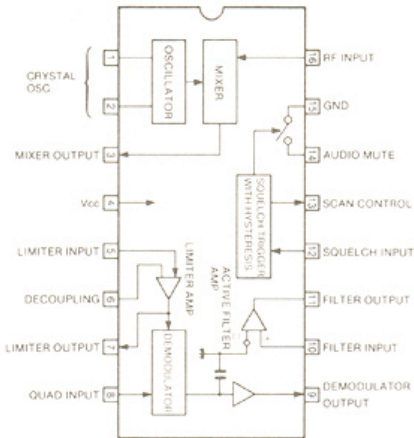 1
CRYSTAL
OSC.
2
MIXER OUTPUT
3
Vcc
4
LIMITER INPUT
5
DECOUPLING
6
LIMITER OUTPUT
7
QUAD INPUT
8
OSCILLATOR
MIXER
LIMITER AMP
DEMODULATOR
ACTIVE FILTER
AMP
SQUELCH TRIGGER
WITH HYSTERESIS
16
RF INPUT
15
GND
14
AUDIO MUTE
13
SCAN CONTROL
12
SQUELCH INPUT
11
FILTER OUTPUT
10
FILTER INPUT
9
DEMODULATOR
OUTPUT